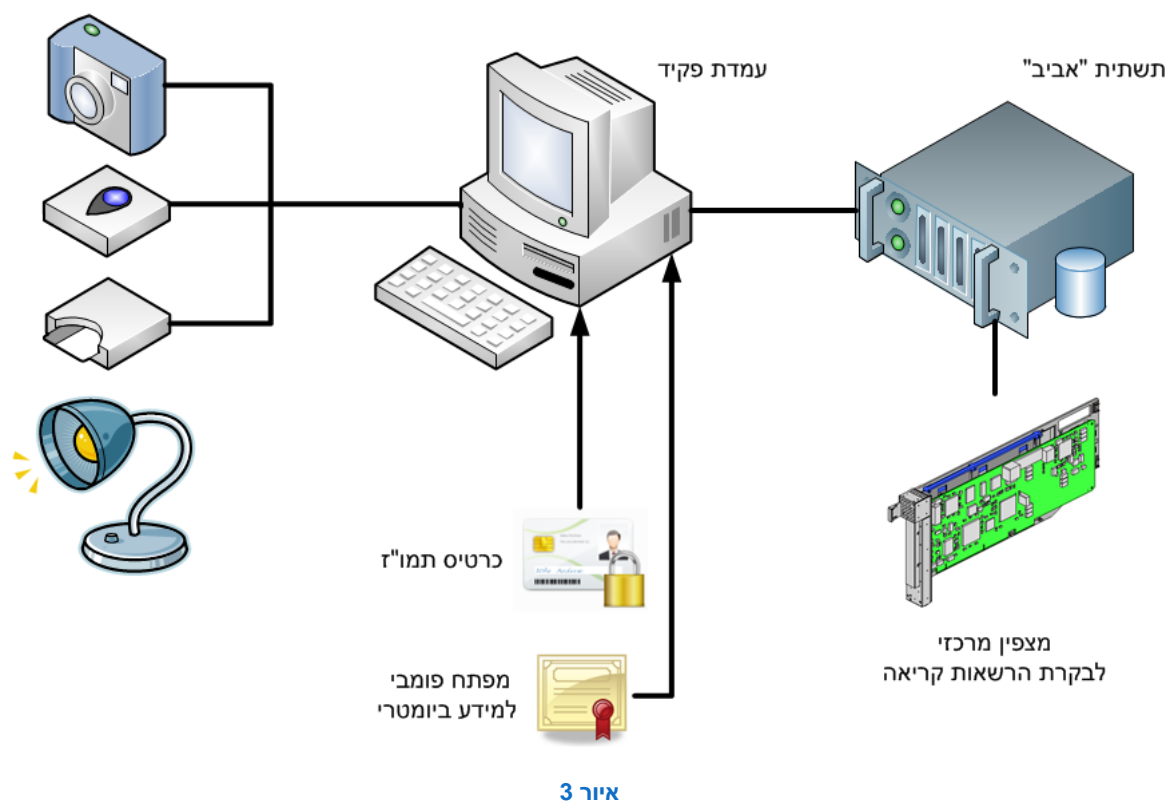 עמדת פקיד
תשתית "אביב"
כרטיס תמו"ז
מפתח פומבי
למידע ביומטרי
מצפין מרכזי
לבקרת הרשאות קריאה
איור 3